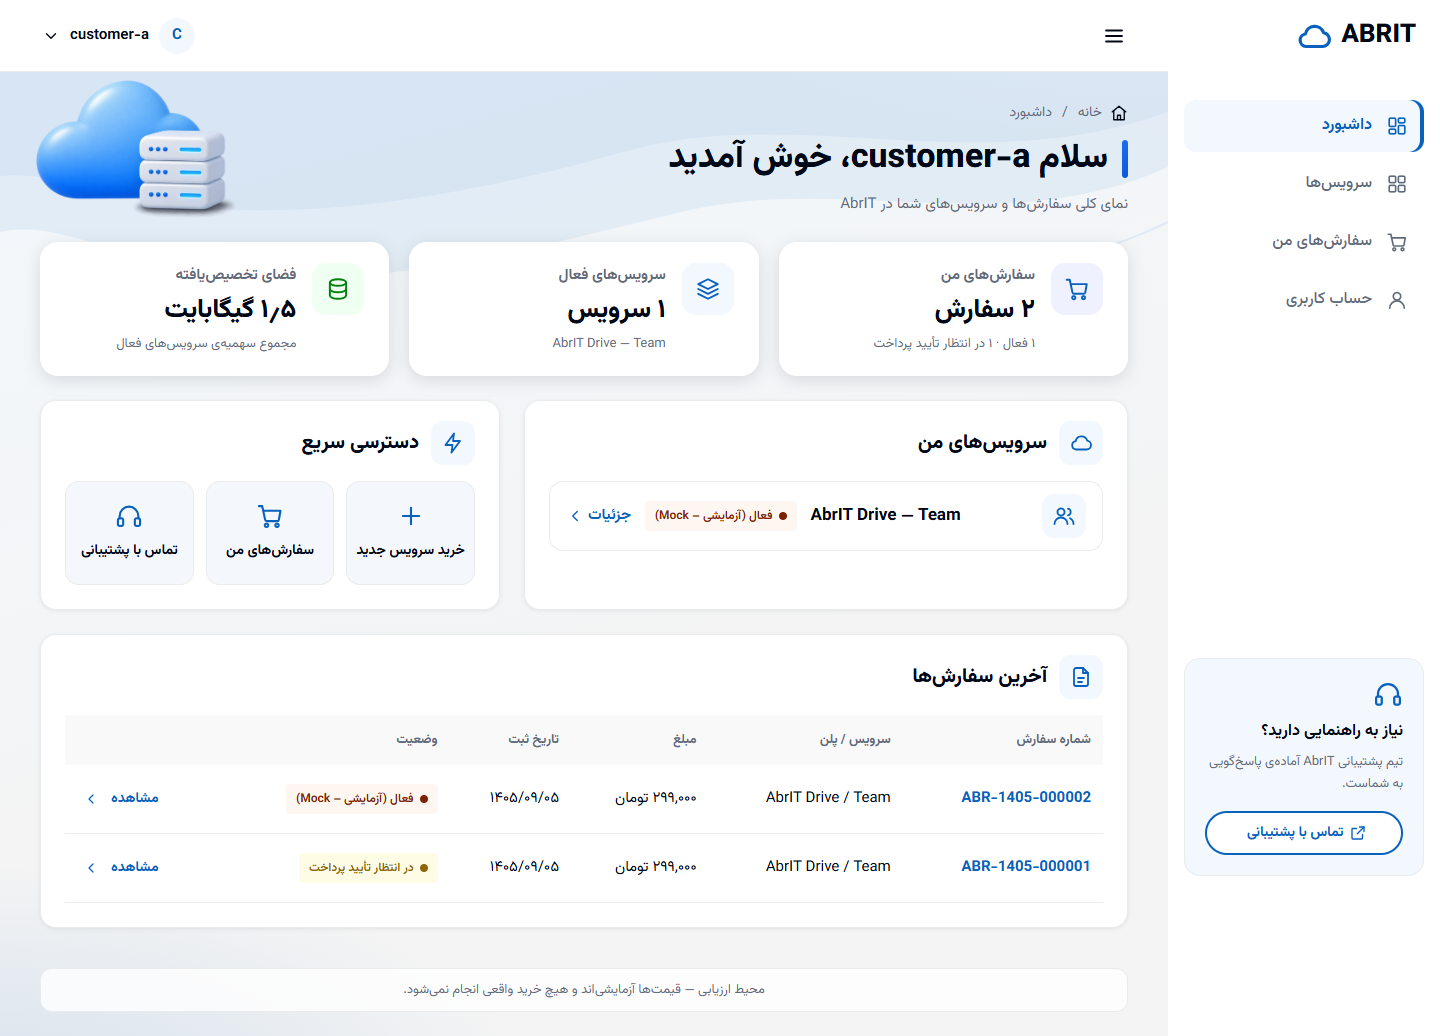 ABRIT
داشبورد
سرویس‌ها
سفارش‌های من
حساب کاربری
نیاز به راهنمایی دارید؟
تیم پشتیبانی AbrIT آماده‌ی پاسخ‌گویی
به شماست.
تماس با پشتیبانی
C customer-a
خانه / داشبورد
سلام customer-a، خوش آمدید
نمای کلی سفارش‌ها و سرویس‌های شما در AbrIT
سفارش‌های من
۲ سفارش
۱ فعال · ۱ در انتظار تأیید پرداخت
سرویس‌های فعال
۱ سرویس
AbrIT Drive — Team
فضای تخصیص‌یافته
۱٫۵ گیگابایت
مجموع سهمیه‌ی سرویس‌های فعال
سرویس‌های من
AbrIT Drive — Team
فعال (آزمایشی – Mock)
جزئیات
دسترسی سریع
خرید سرویس جدید
سفارش‌های من
تماس با پشتیبانی
آخرین سفارش‌ها
شماره سفارش سرویس / پلن مبلغ تاریخ ثبت وضعیت
ABR-1405-000002 AbrIT Drive / Team ۲۹۹,۰۰۰ تومان ۱۴۰۵/۰۹/۰۵ فعال (آزمایشی – Mock) مشاهده
ABR-1405-000001 AbrIT Drive / Team ۲۹۹,۰۰۰ تومان ۱۴۰۵/۰۹/۰۵ در انتظار تأیید پرداخت مشاهده
محیط ارزیابی — قیمت‌ها آزمایشی‌اند و هیچ خرید واقعی انجام نمی‌شود.